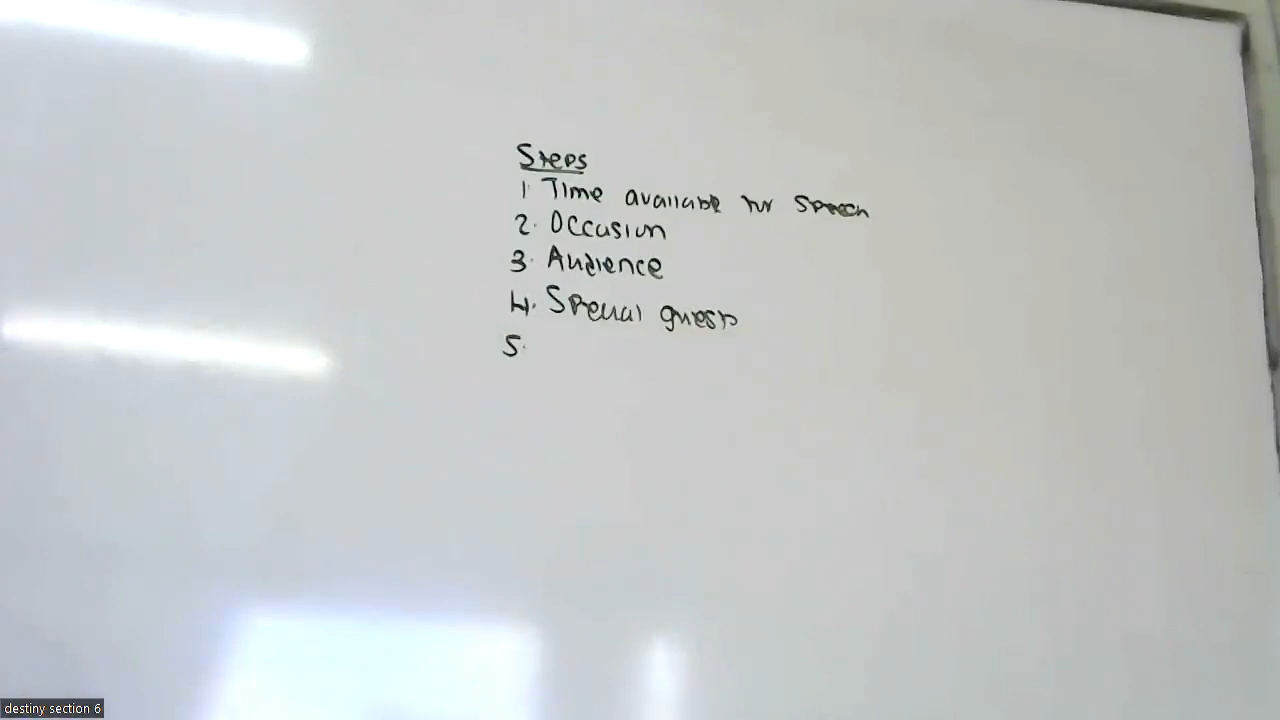 Steps
1. Time available for speech
2. Occasion
3. Audience
4. Special guests
5.
destiny section 6